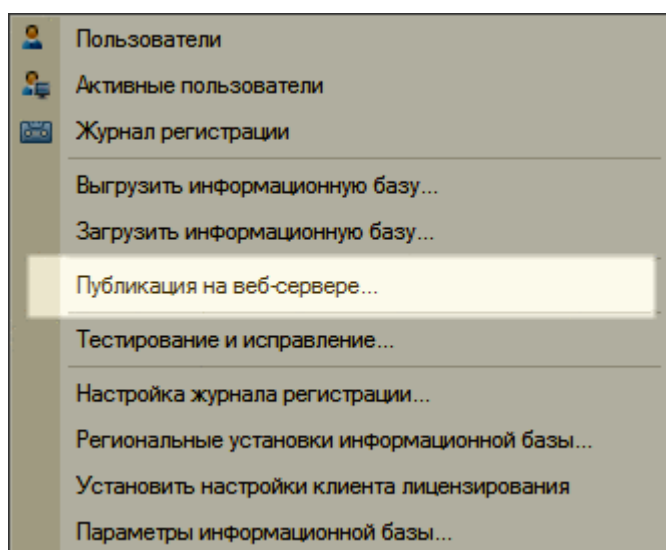 Пользователи
Активные пользователи
Журнал регистрации
Выгрузить информационную базу...
Загрузить информационную базу...
Публикация на веб-сервере...
Тестирование и исправление...
Настройка журнала регистрации...
Региональные установки информационной базы...
Установить настройки клиента лицензирования
Параметры информационной базы...